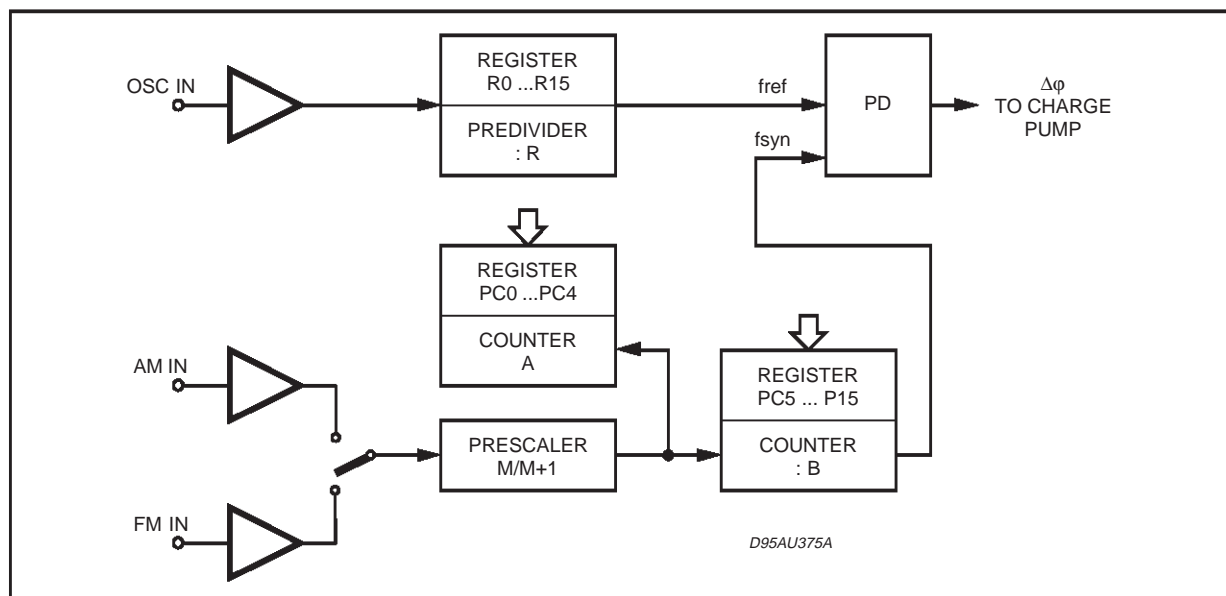 OSC IN
REGISTER
R0 ...R15
PREDIVIDER
: R
fref
fsyn
PD
Δφ
TO CHARGE
PUMP
REGISTER
PC0 ...PC4
COUNTER
A
AM IN
FM IN
PRESCALER
M/M+1
REGISTER
PC5 ... P15
COUNTER
: B
D95AU375A